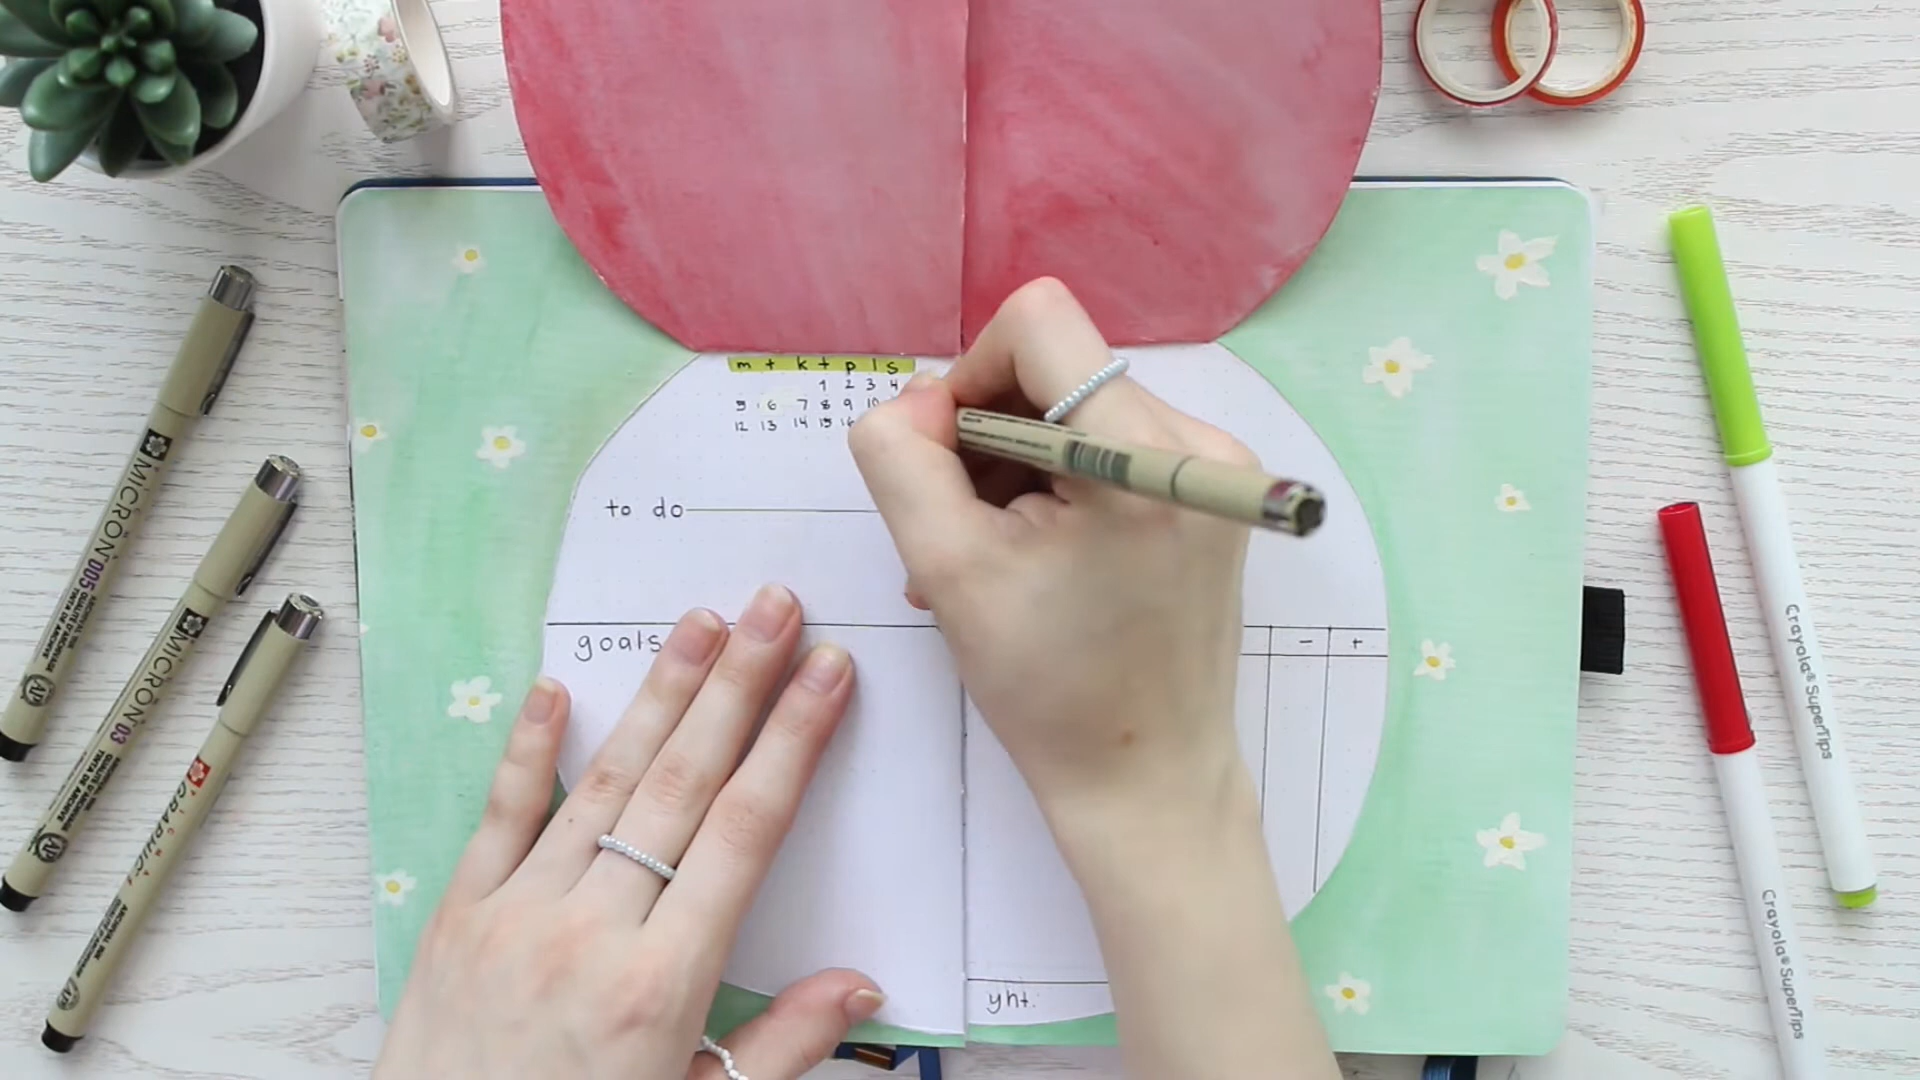 m t k t p l s
1 2 3 4
5 6 7 8 9 10
12 13 14 15 16
to do
goals
- +
yht.
MICRON 005
MICRON 03
GRAPHIC 1
Crayola® SuperTips
Crayola® SuperTips